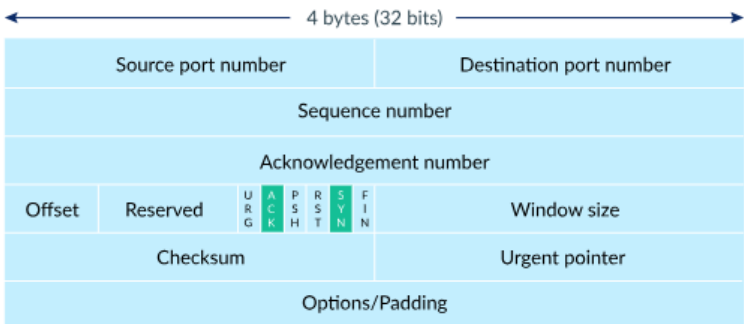 4 bytes (32 bits)
Source port number Destination port number
Sequence number
Acknowledgement number
Offset Reserved URG ACK PSH RST SYN FIN Window size
Checksum Urgent pointer
Options/Padding